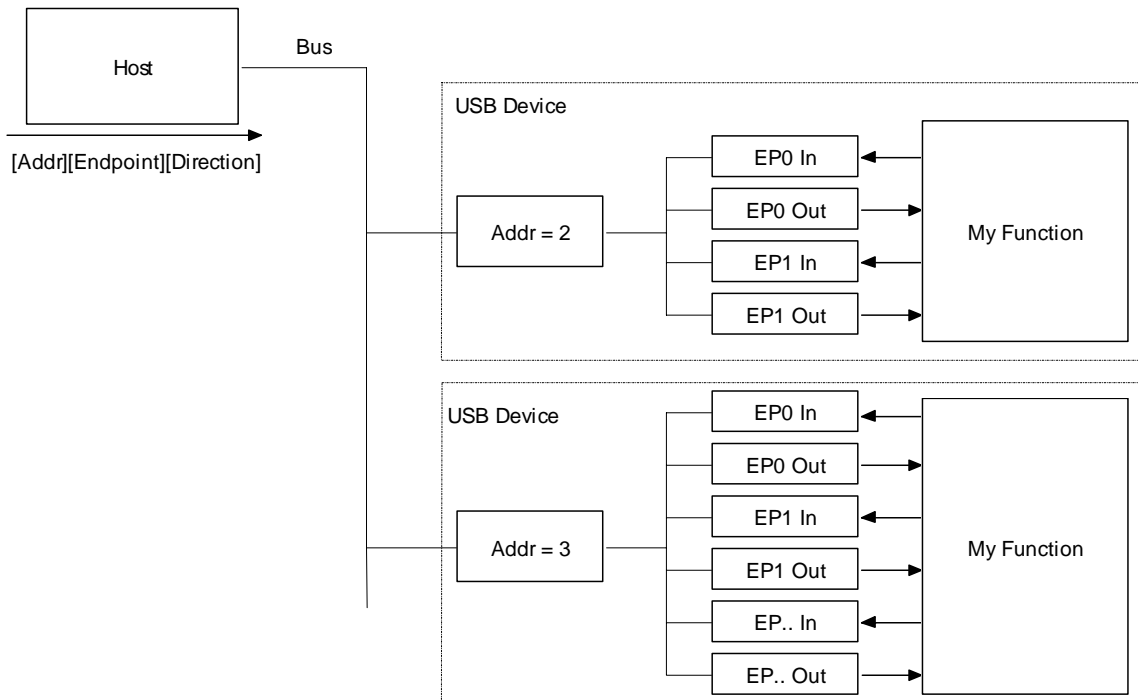 Host
Bus
[Addr][Endpoint][Direction]
USB Device
Addr = 2
EP0 In
EP0 Out
EP1 In
EP1 Out
My Function
USB Device
Addr = 3
EP0 In
EP0 Out
EP1 In
EP1 Out
EP.. In
EP.. Out
My Function